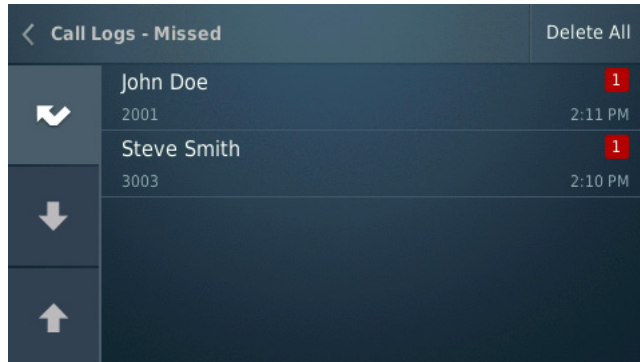 Call Logs - Missed
Delete All
John Doe
1
2001
2:11 PM
Steve Smith
1
3003
2:10 PM